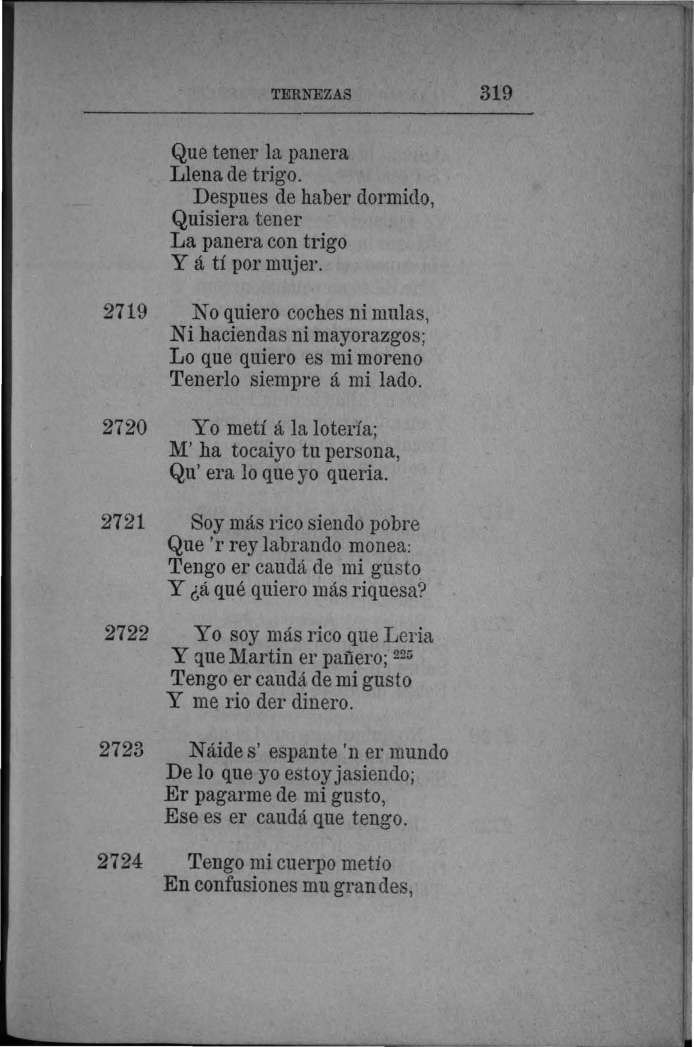 TERNEZAS 319
Que tener la panera
Llena de trigo.
Despues de haber dormido,
Quisiera tener
La panera con trigo
Y á tí por mujer.
2719 No quiero coches ni mulas,
Ni haciendas ni mayorazgos;
Lo que quiero es mi moreno
Tenerlo siempre á mi lado.
2720 Yo metí á la lotería;
M' ha tocaiyo tu persona,
Qu' era lo que yo queria.
2721 Soy más rico siendo pobre
Que 'r rey labrando monea:
Tengo er caudá de mi gusto
Y ¿á qué quiero más riquesa?
2722 Yo soy más rico que Leria
Y que Martin er pañero; 225
Tengo er caudá de mi gusto
Y me rio der dinero.
2723 Náide s' espante 'n er mundo
De lo que yo estoy jasiendo;
Er pagarme de mi gusto,
Ese es er caudá que tengo.
2724 Tengo mi cuerpo metío
En confusiones mu grandes,